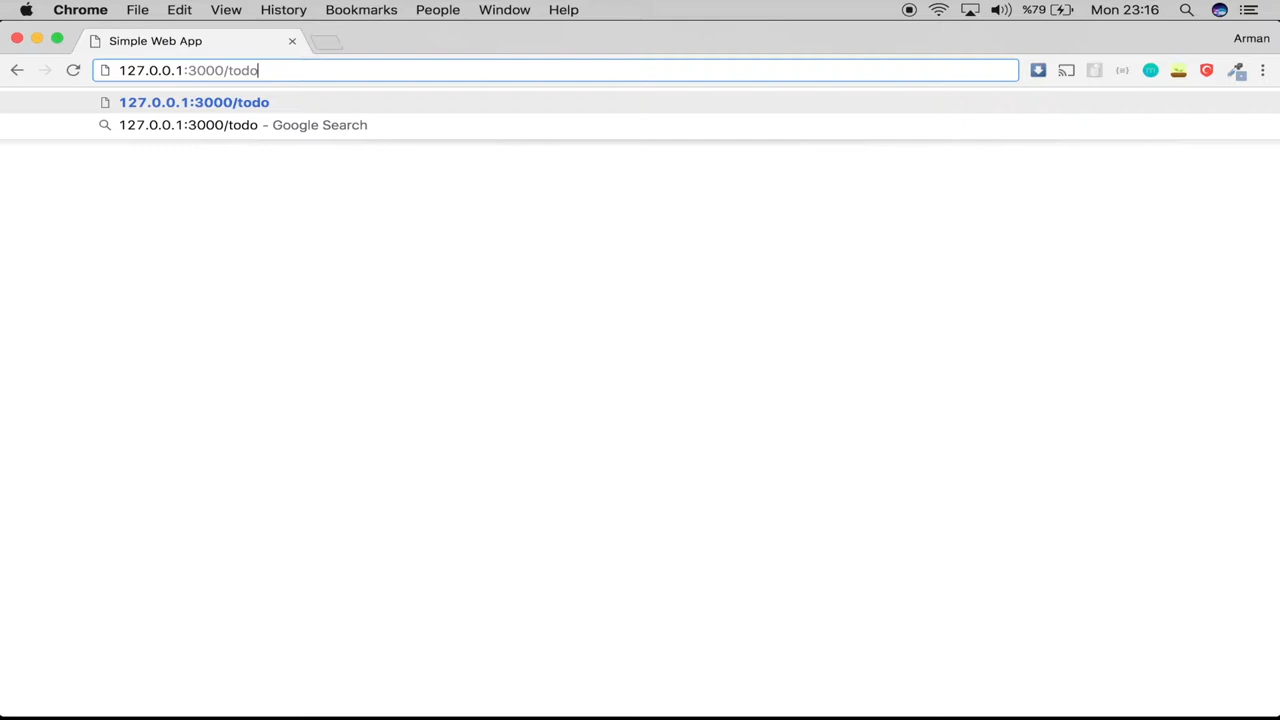 Chrome File Edit View History Bookmarks People Window Help %79 Mon 23:16
Simple Web App Arman
127.0.0.1:3000/todo
127.0.0.1:3000/todo
127.0.0.1:3000/todo - Google Search